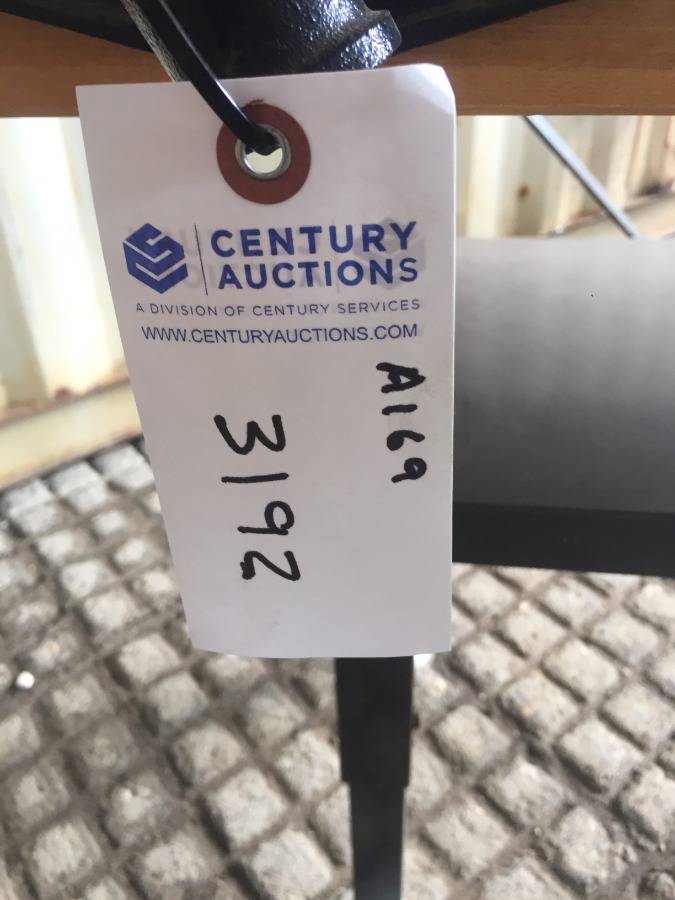 CENTURY
AUCTIONS
A DIVISION OF CENTURY SERVICES
WWW.CENTURYAUCTIONS.COM
A169
3192